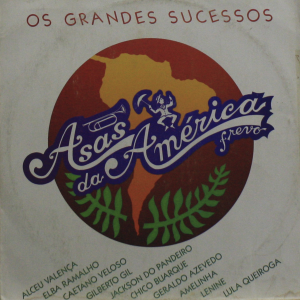 OS GRANDES SUCESSOS
Asas
da América
frevo
ALCEU VALENÇA
ELBA RAMALHO
CAETANO VELOSO
GILBERTO GIL
JACKSON DO PANDEIRO
CHICO BUARQUE
GERALDO AZEVEDO
AMELINHA
LENINE
LULA QUEIROGA